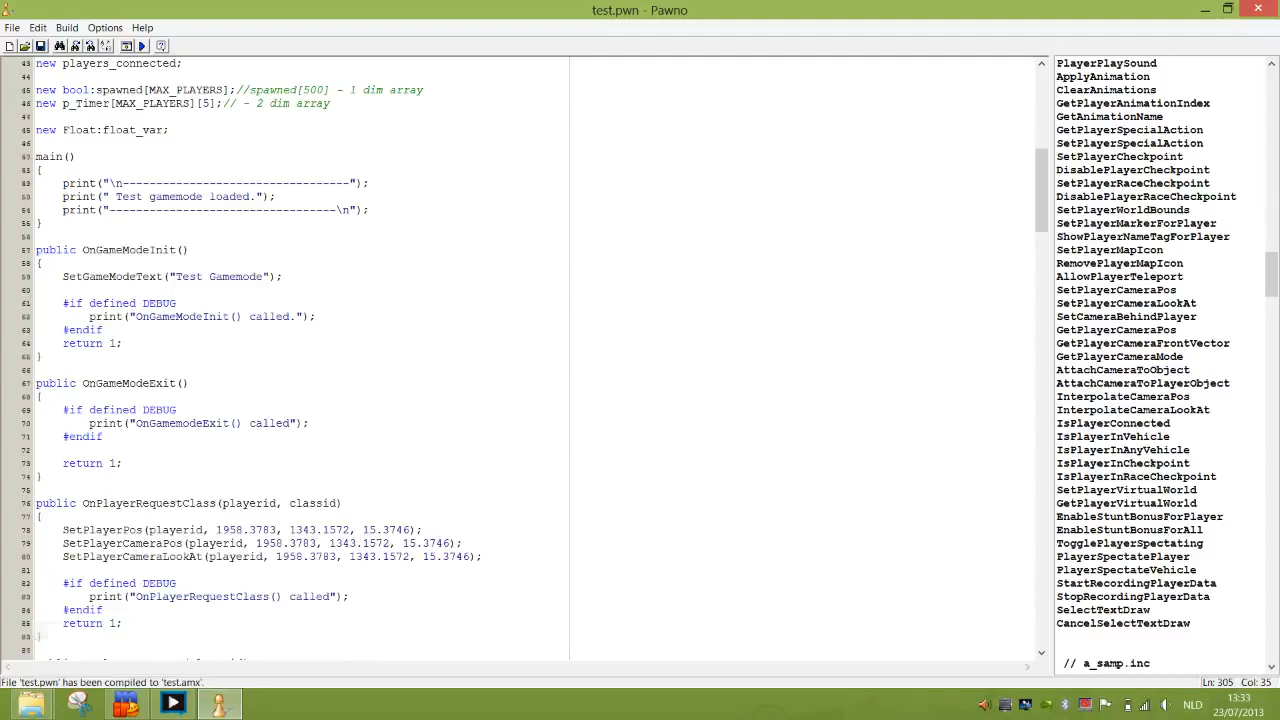 test.pwn - Pawno
File Edit Build Options Help
new players_connected;
new bool:spawned[MAX_PLAYERS];//spawned[500] - 1 dim array
new p_Timer[MAX_PLAYERS][5];// - 2 dim array
new Float:float_var;
main()
{
print("\n----------------------------------");
print(" Test gamemode loaded.");
print("----------------------------------\n");
}
public OnGameModeInit()
{
SetGameModeText("Test Gamemode");
#if defined DEBUG
print("OnGameModeInit() called.");
#endif
return 1;
}
public OnGameModeExit()
{
#if defined DEBUG
print("OnGamemodeExit() called");
#endif
return 1;
}
public OnPlayerRequestClass(playerid, classid)
{
SetPlayerPos(playerid, 1958.3783, 1343.1572, 15.3746);
SetPlayerCameraPos(playerid, 1958.3783, 1343.1572, 15.3746);
SetPlayerCameraLookAt(playerid, 1958.3783, 1343.1572, 15.3746);
#if defined DEBUG
print("OnPlayerRequestClass() called");
#endif
return 1;
}
PlayerPlaySound
ApplyAnimation
ClearAnimations
GetPlayerAnimationIndex
GetAnimationName
GetPlayerSpecialAction
SetPlayerSpecialAction
SetPlayerCheckpoint
DisablePlayerCheckpoint
SetPlayerRaceCheckpoint
DisablePlayerRaceCheckpoint
SetPlayerWorldBounds
SetPlayerMarkerForPlayer
ShowPlayerNameTagForPlayer
SetPlayerMapIcon
RemovePlayerMapIcon
AllowPlayerTeleport
SetPlayerCameraPos
SetPlayerCameraLookAt
SetCameraBehindPlayer
GetPlayerCameraPos
GetPlayerCameraFrontVector
GetPlayerCameraMode
AttachCameraToObject
AttachCameraToPlayerObject
InterpolateCameraPos
InterpolateCameraLookAt
IsPlayerConnected
IsPlayerInVehicle
IsPlayerInAnyVehicle
IsPlayerInCheckpoint
IsPlayerInRaceCheckpoint
SetPlayerVirtualWorld
GetPlayerVirtualWorld
EnableStuntBonusForPlayer
EnableStuntBonusForAll
TogglePlayerSpectating
PlayerSpectatePlayer
PlayerSpectateVehicle
StartRecordingPlayerData
StopRecordingPlayerData
SelectTextDraw
CancelSelectTextDraw
// a_samp.inc
File 'test.pwn' has been compiled to 'test.amx'.
Ln: 305 Col: 35
NLD
13:33
23/07/2013